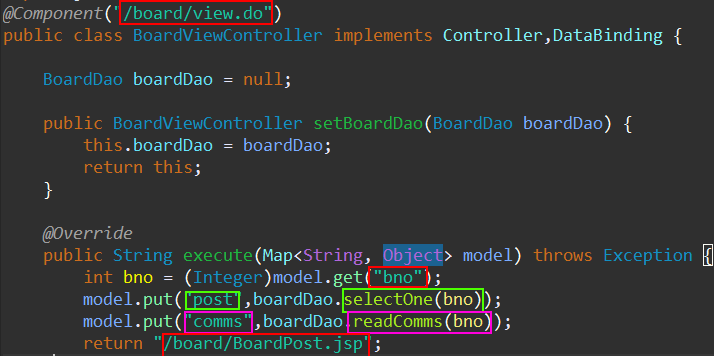 @Component("/board/view.do")
public class BoardViewController implements Controller,DataBinding {
BoardDao boardDao = null;
public BoardViewController setBoardDao(BoardDao boardDao) {
this.boardDao = boardDao;
return this;
}
@Override
public String execute(Map<String, Object> model) throws Exception {
int bno = (Integer)model.get("bno");
model.put("post",boardDao.selectOne(bno));
model.put("comms",boardDao.readComms(bno));
return "/board/BoardPost.jsp";